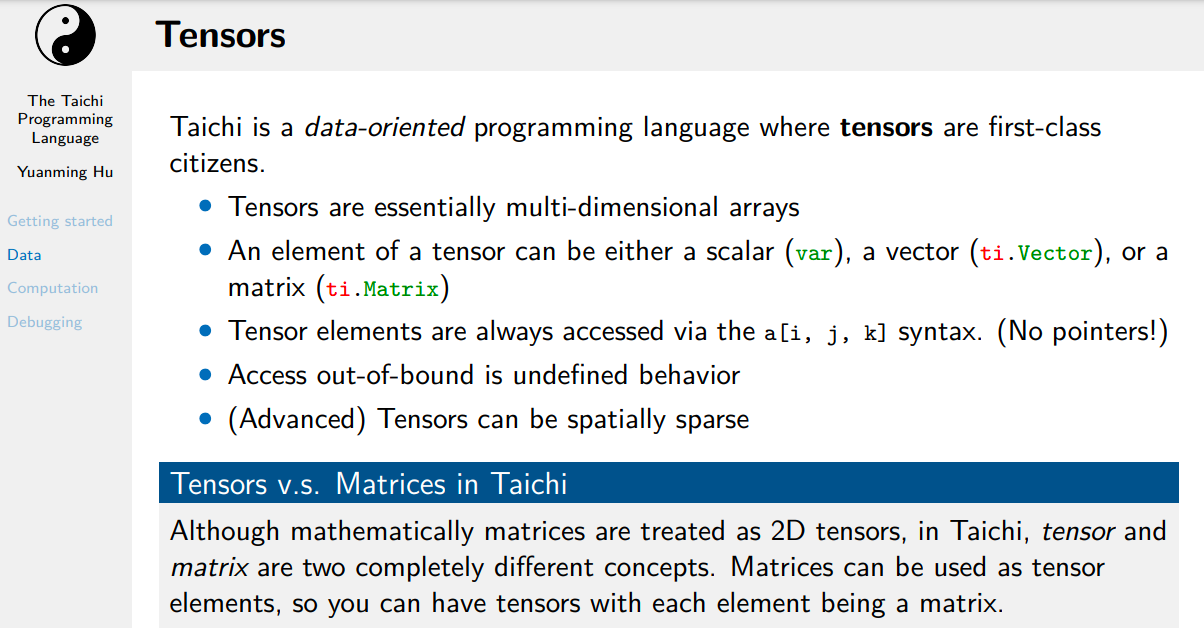 Tensors
The Taichi
Programming
Language
Yuanming Hu
Getting started
Data
Computation
Debugging
Taichi is a data-oriented programming language where tensors are first-class
citizens.
• Tensors are essentially multi-dimensional arrays
• An element of a tensor can be either a scalar (var), a vector (ti.Vector), or a
matrix (ti.Matrix)
• Tensor elements are always accessed via the a[i, j, k] syntax. (No pointers!)
• Access out-of-bound is undefined behavior
• (Advanced) Tensors can be spatially sparse
Tensors v.s. Matrices in Taichi
Although mathematically matrices are treated as 2D tensors, in Taichi, tensor and
matrix are two completely different concepts. Matrices can be used as tensor
elements, so you can have tensors with each element being a matrix.